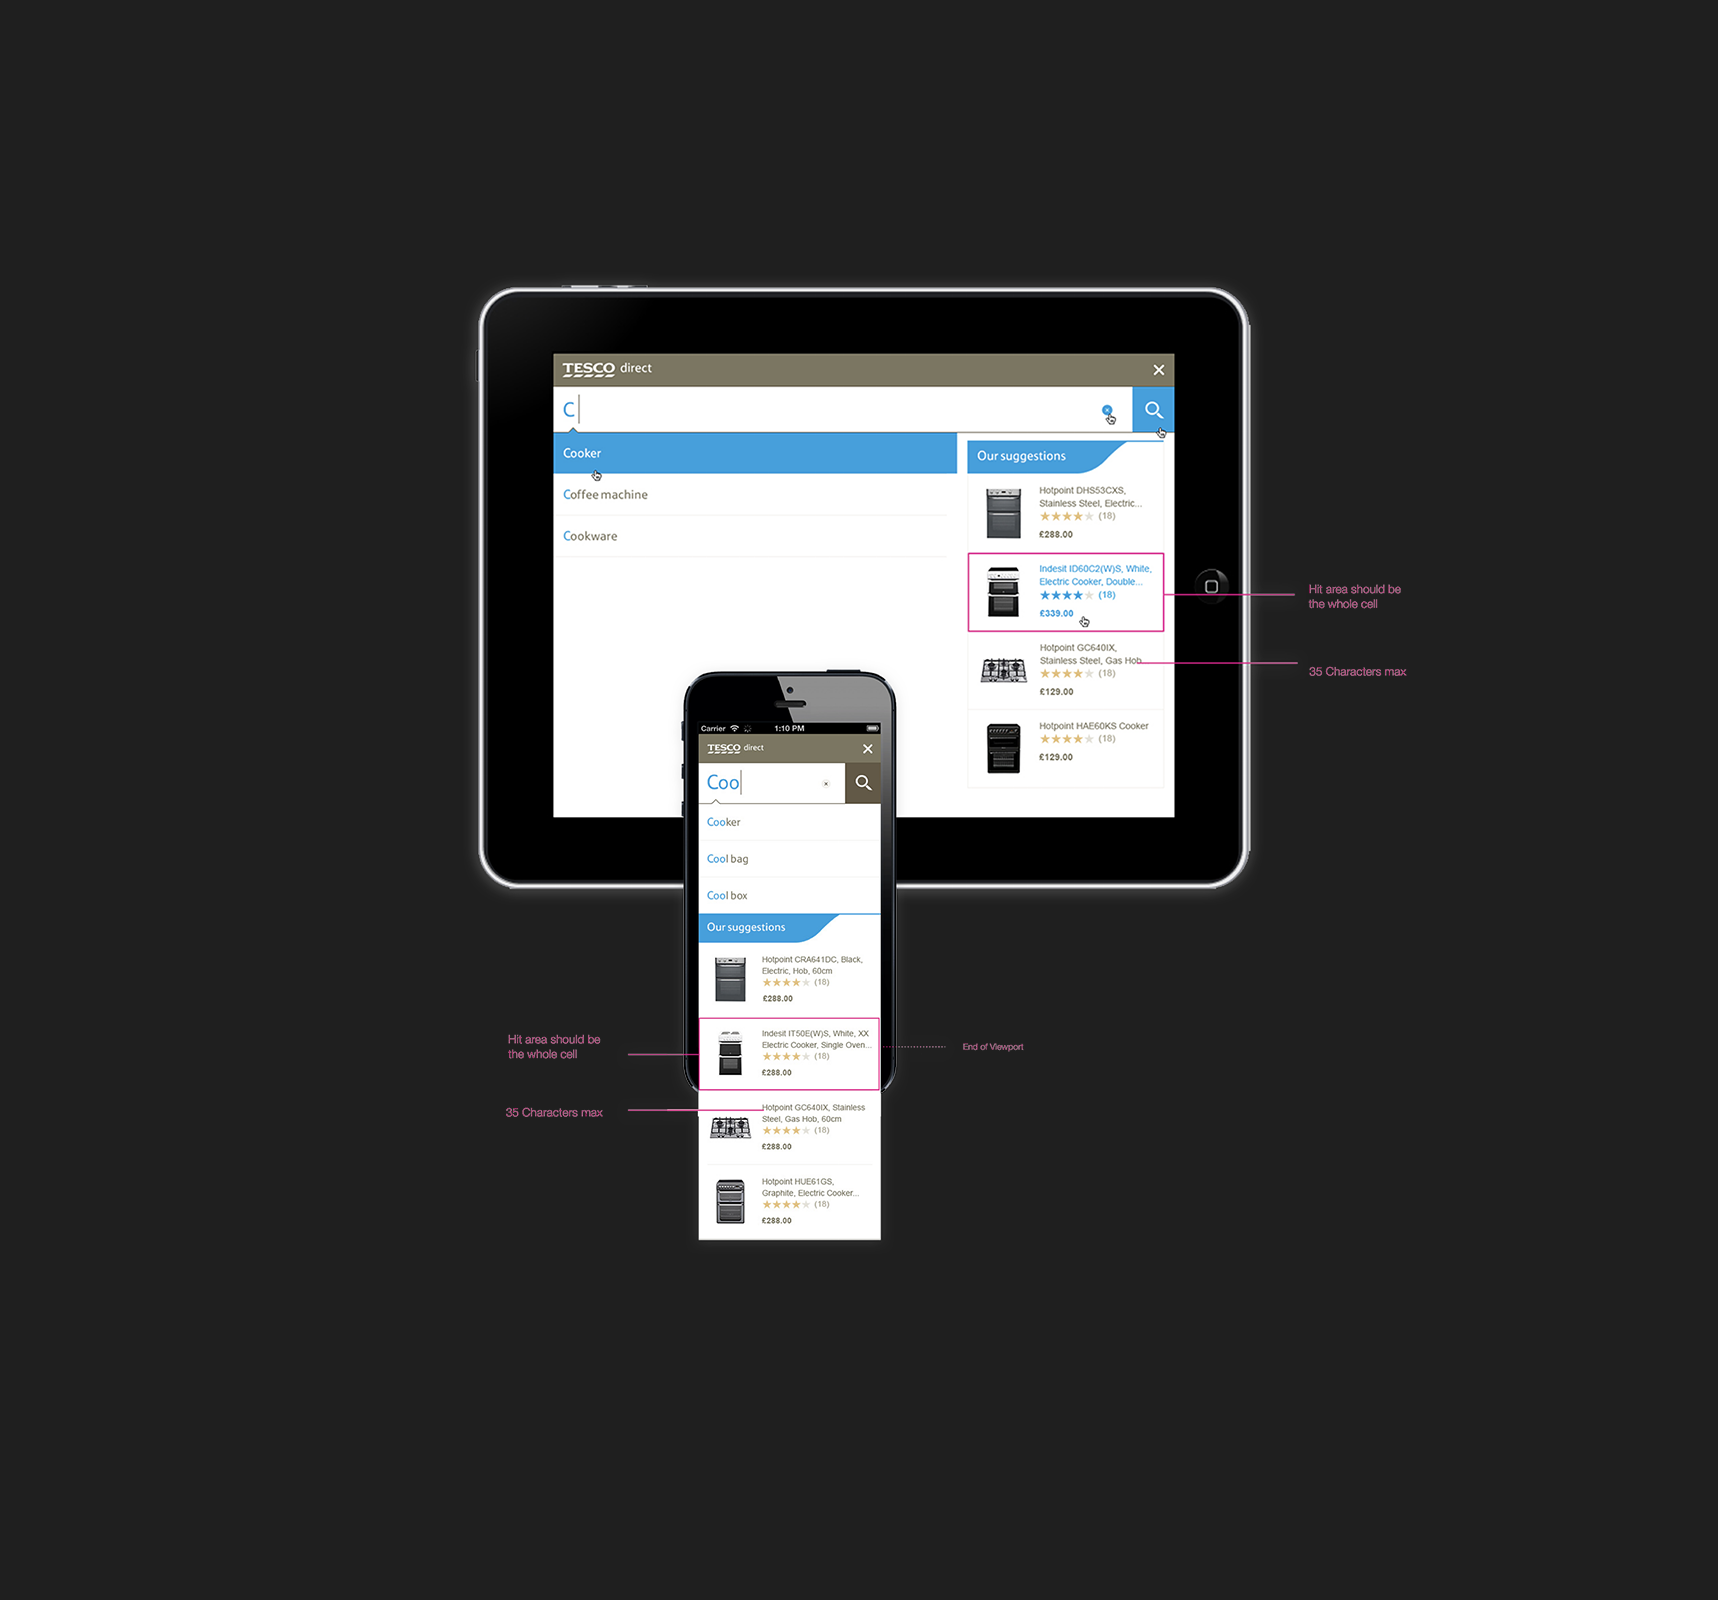 TESCO direct
C
Cooker
Coffee machine
Cookware
Our suggestions
Hotpoint DHS53CXS,
Stainless Steel, Electric...
(18)
£288.00
Indesit ID60C2(W)S, White,
Electric Cooker, Double...
(18)
£339.00
Hotpoint GC640IX,
Stainless Steel, Gas Hob
(18)
£129.00
Hotpoint HAE60KS Cooker
(18)
£129.00
Hit area should be
the whole cell
35 Characters max
Carrier 1:10 PM
TESCO direct
Coo
Cooker
Cool bag
Cool box
Our suggestions
Hotpoint CRA641DC, Black,
Electric, Hob, 60cm
(18)
£288.00
Indesit IT50E(W)S, White, XX
Electric Cooker, Single Oven...
(18)
£288.00
Hotpoint GC640IX, Stainless
Steel, Gas Hob, 60cm
(18)
£288.00
Hotpoint HUE61GS,
Graphite, Electric Cooker...
(18)
£288.00
Hit area should be
the whole cell
35 Characters max
End of Viewport